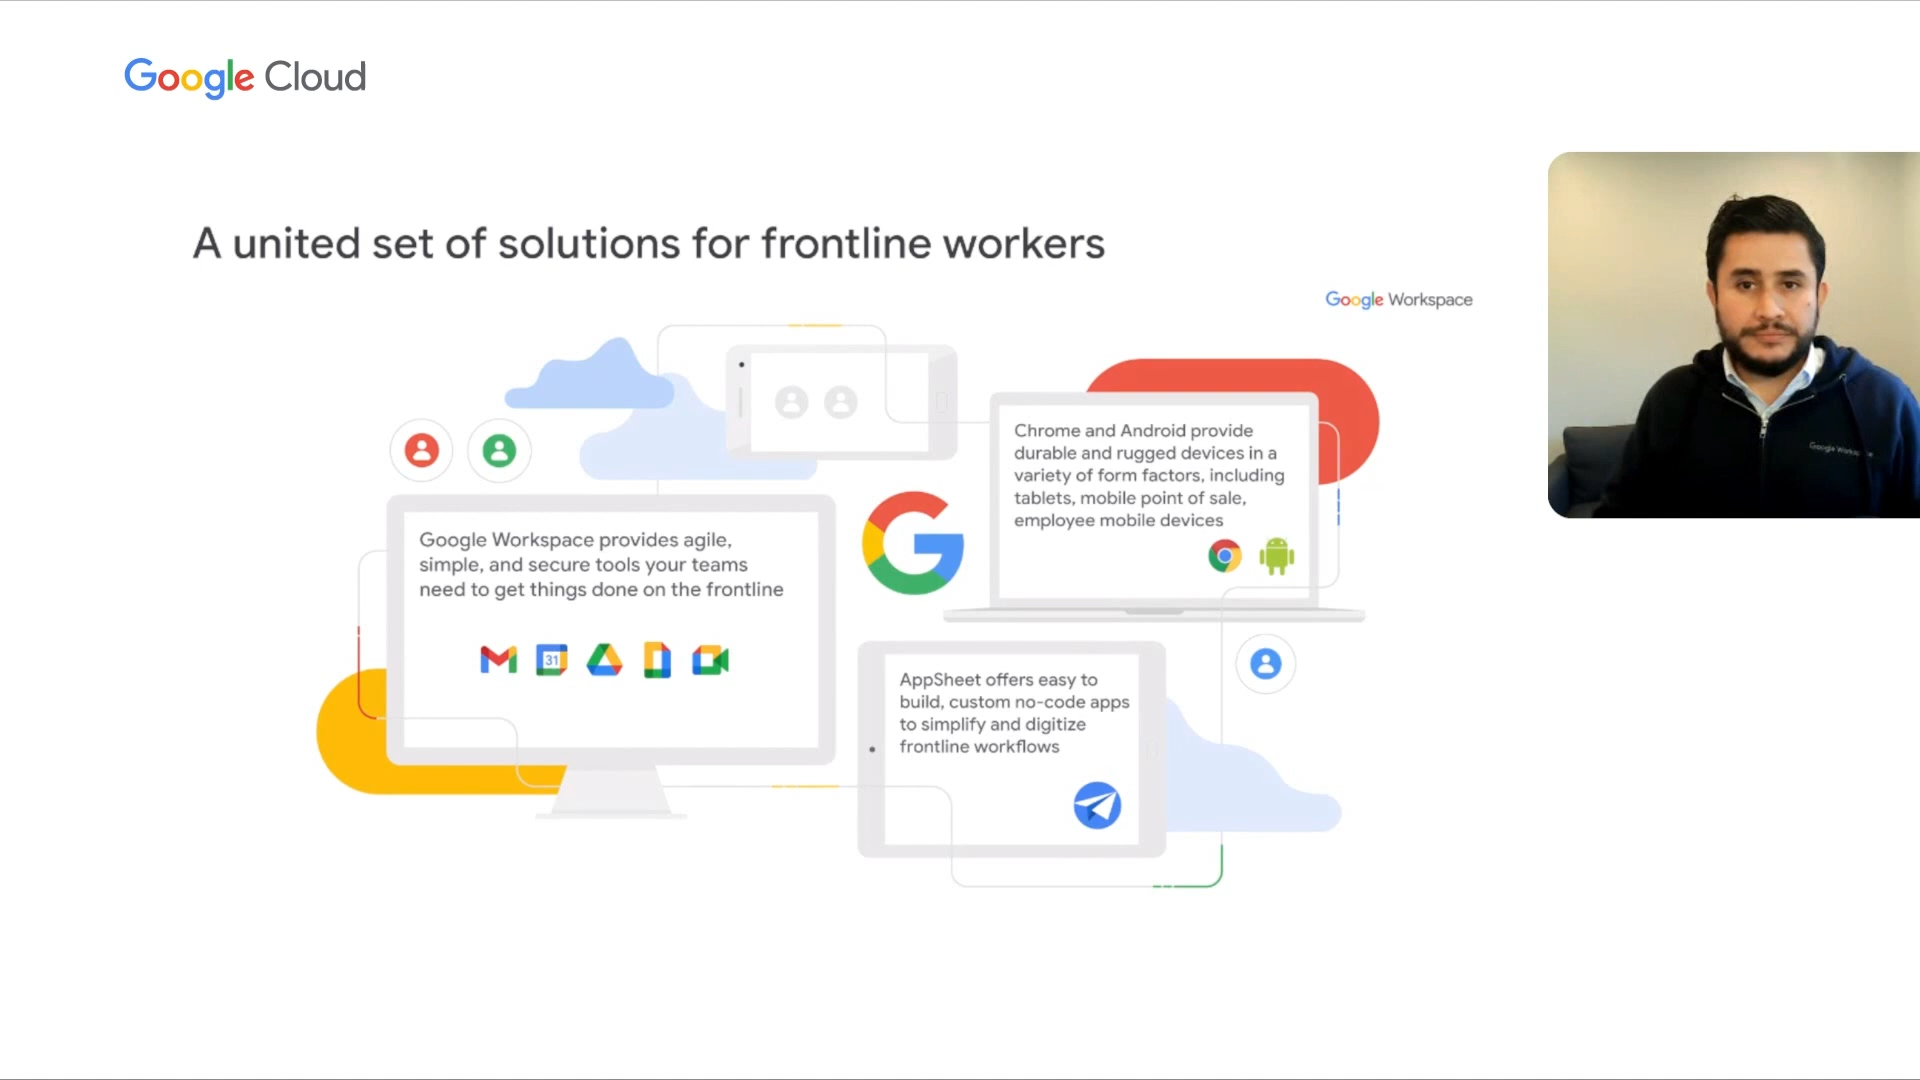 Google Cloud
A united set of solutions for frontline workers
Google Workspace
Chrome and Android provide
durable and rugged devices in a
variety of form factors, including
tablets, mobile point of sale,
employee mobile devices
Google Workspace provides agile,
simple, and secure tools your teams
need to get things done on the frontline
31
AppSheet offers easy to
build, custom no-code apps
to simplify and digitize
frontline workflows
Google Workspace